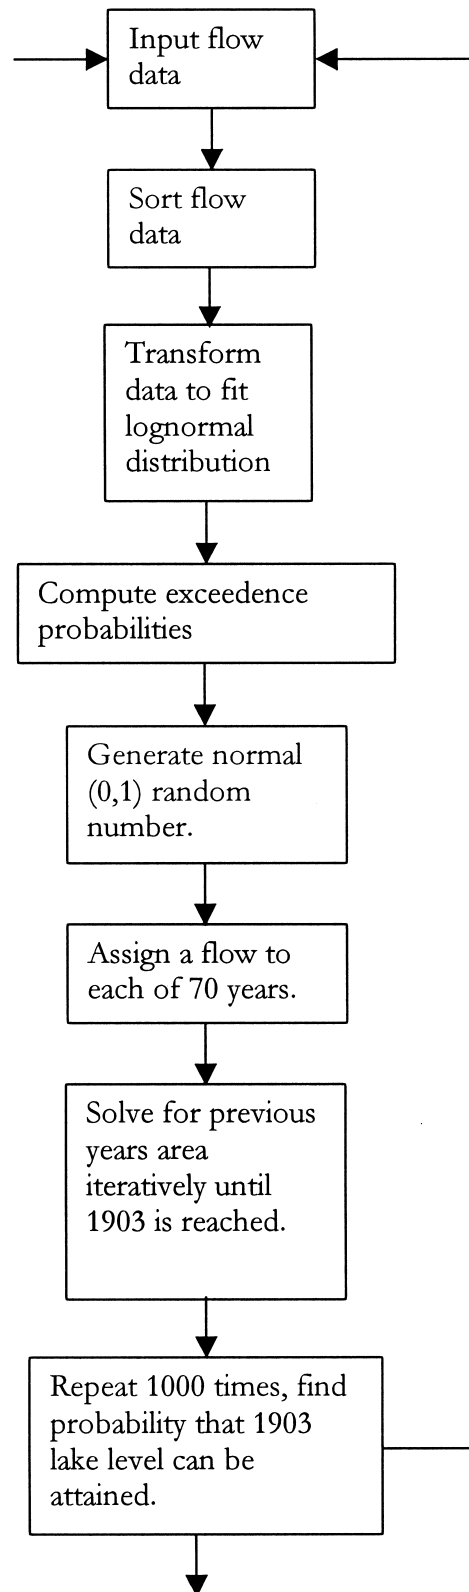 Input flow
data
Sort flow
data
Transform
data to fit
lognormal
distribution
Compute exceedence
probabilities
Generate normal
(0,1) random
number.
Assign a flow to
each of 70 years.
Solve for previous
years area
iteratively until
1903 is reached.
Repeat 1000 times, find
probability that 1903
lake level can be
attained.